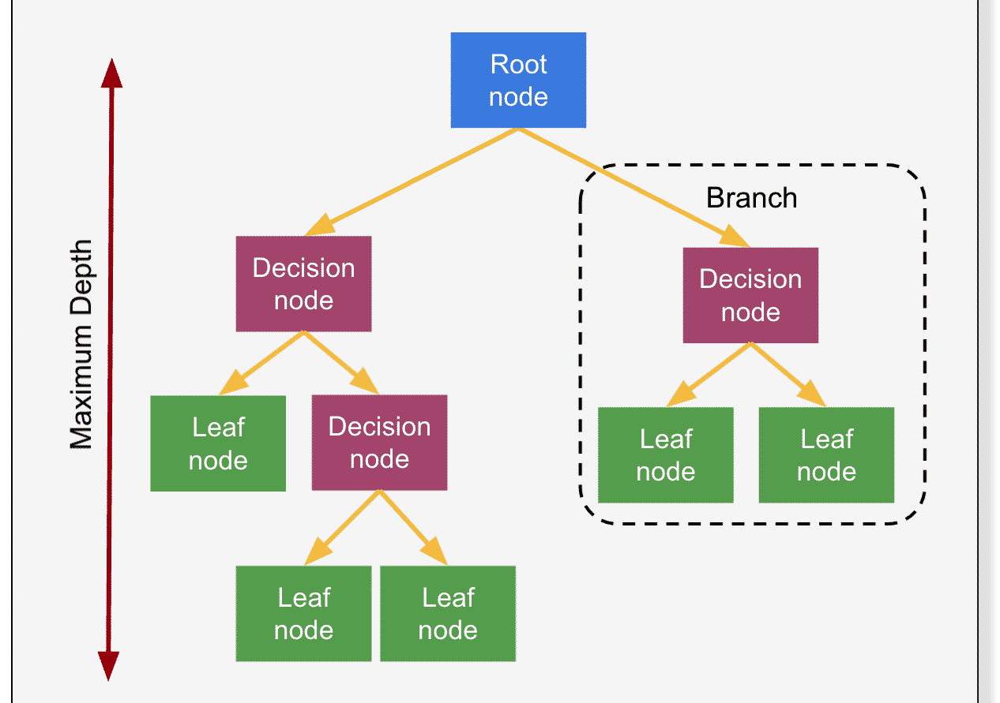 Root
node
Branch
Maximum Depth
Decision
node
Decision
node
Leaf
node
Decision
node
Leaf
node
Leaf
node
Leaf
node
Leaf
node